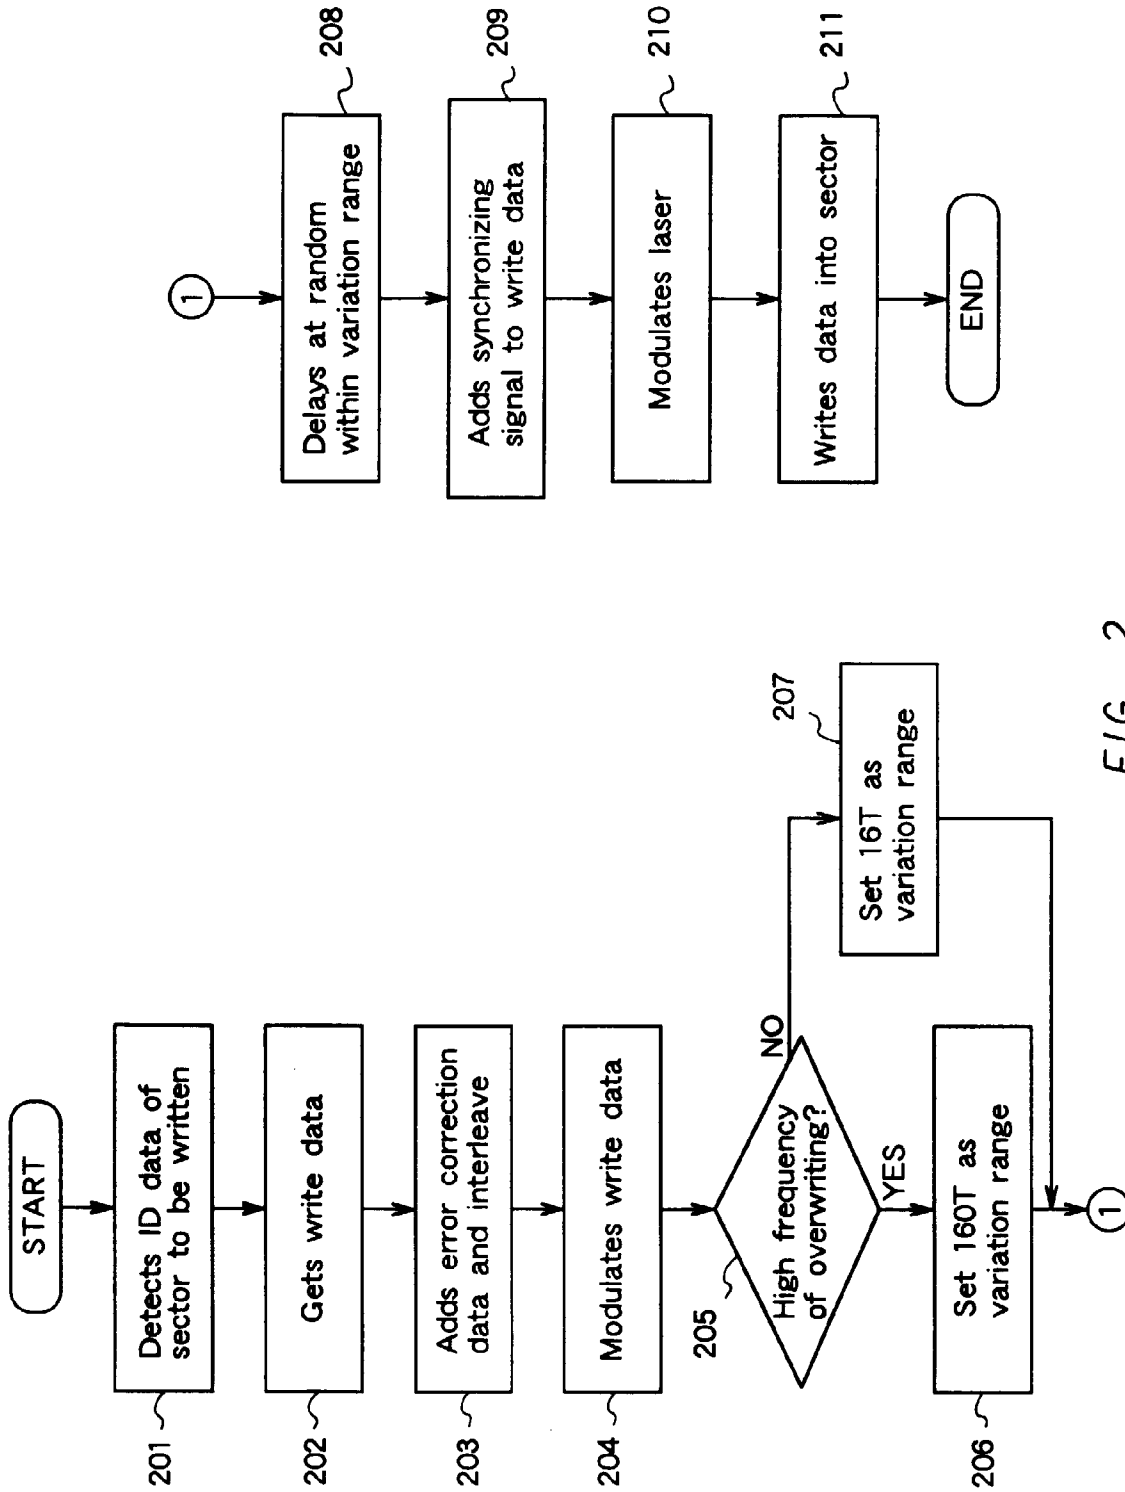 START
201
Detects ID data of
sector to be written
202
Gets write data
203
Adds error correction
data and interleave
204
Modulates write data
205
High frequency
of overwriting?
NO
YES
207
Set 16T as
variation range
206
Set 160T as
variation range
1
1
208
Delays at random
within variation range
209
Adds synchronizing
signal to write data
210
Modulates laser
211
Writes data into sector
END
FIG 2